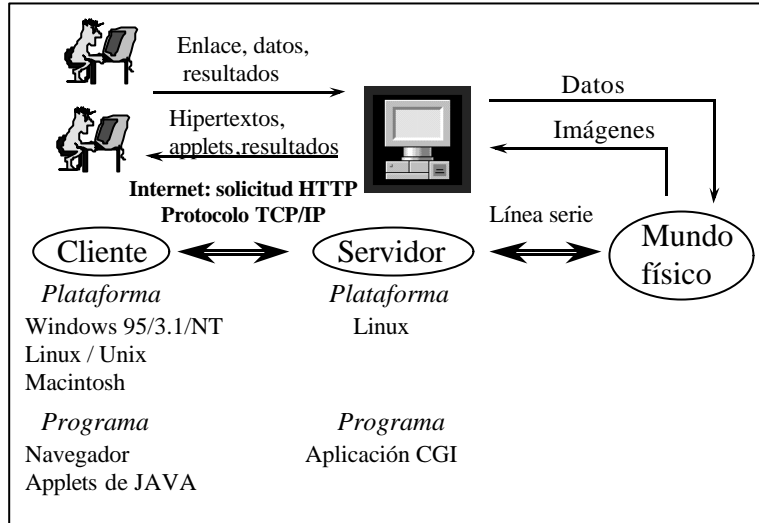 Enlace, datos,
resultados
Datos
Hipertextos,
applets,resultados
Imágenes
Internet: solicitud HTTP
Protocolo TCP/IP
Línea serie
Cliente
Servidor
Mundo
físico
Plataforma
Plataforma
Windows 95/3.1/NT
Linux
Linux / Unix
Macintosh
Programa
Programa
Navegador
Aplicación CGI
Applets de JAVA